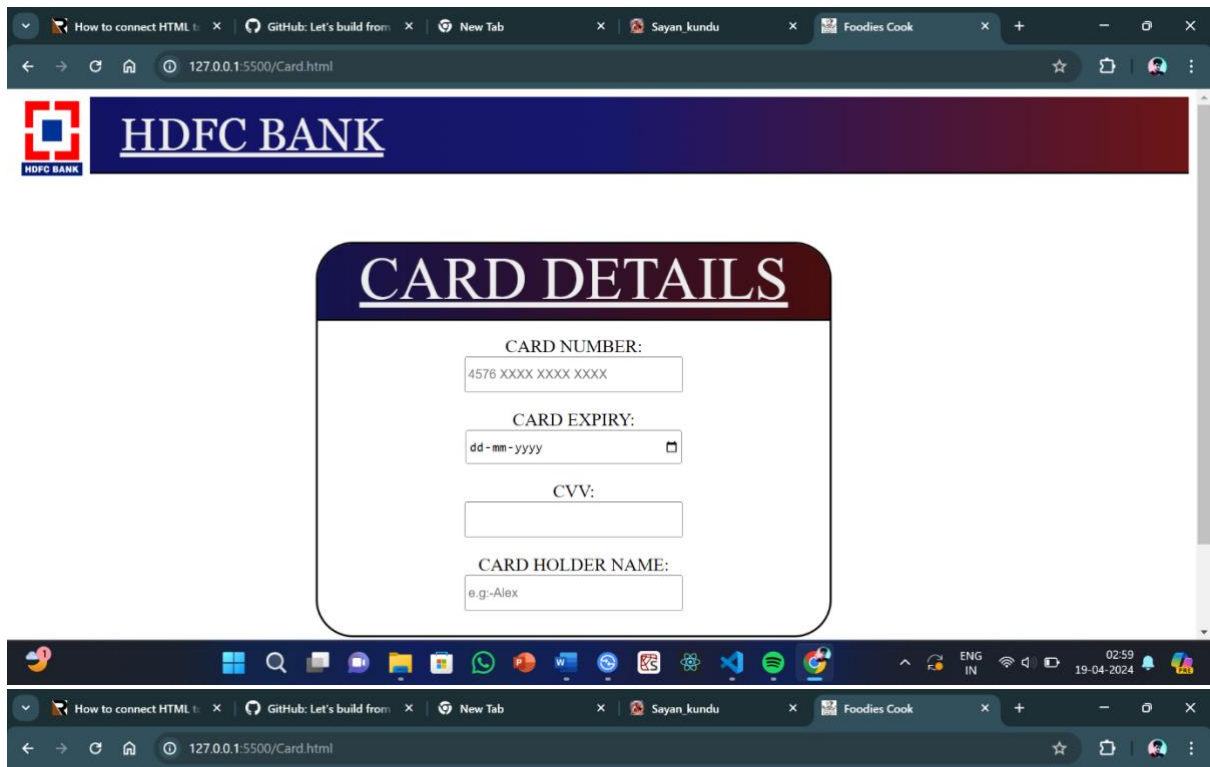 How to connect HTML t
GitHub: Let's build from
New Tab
Sayan_kundu
Foodies Cook
127.0.0.1:5500/Card.html
HDFC BANK
HDFC BANK
CARD DETAILS
CARD NUMBER:
4576 XXXX XXXX XXXX
CARD EXPIRY:
dd-mm-yyyy
CVV:
CARD HOLDER NAME:
e.g:-Alex
1
ENG
IN
02:59
19-04-2024
PRE
How to connect HTML t
GitHub: Let's build from
New Tab
Sayan_kundu
Foodies Cook
127.0.0.1:5500/Card.html